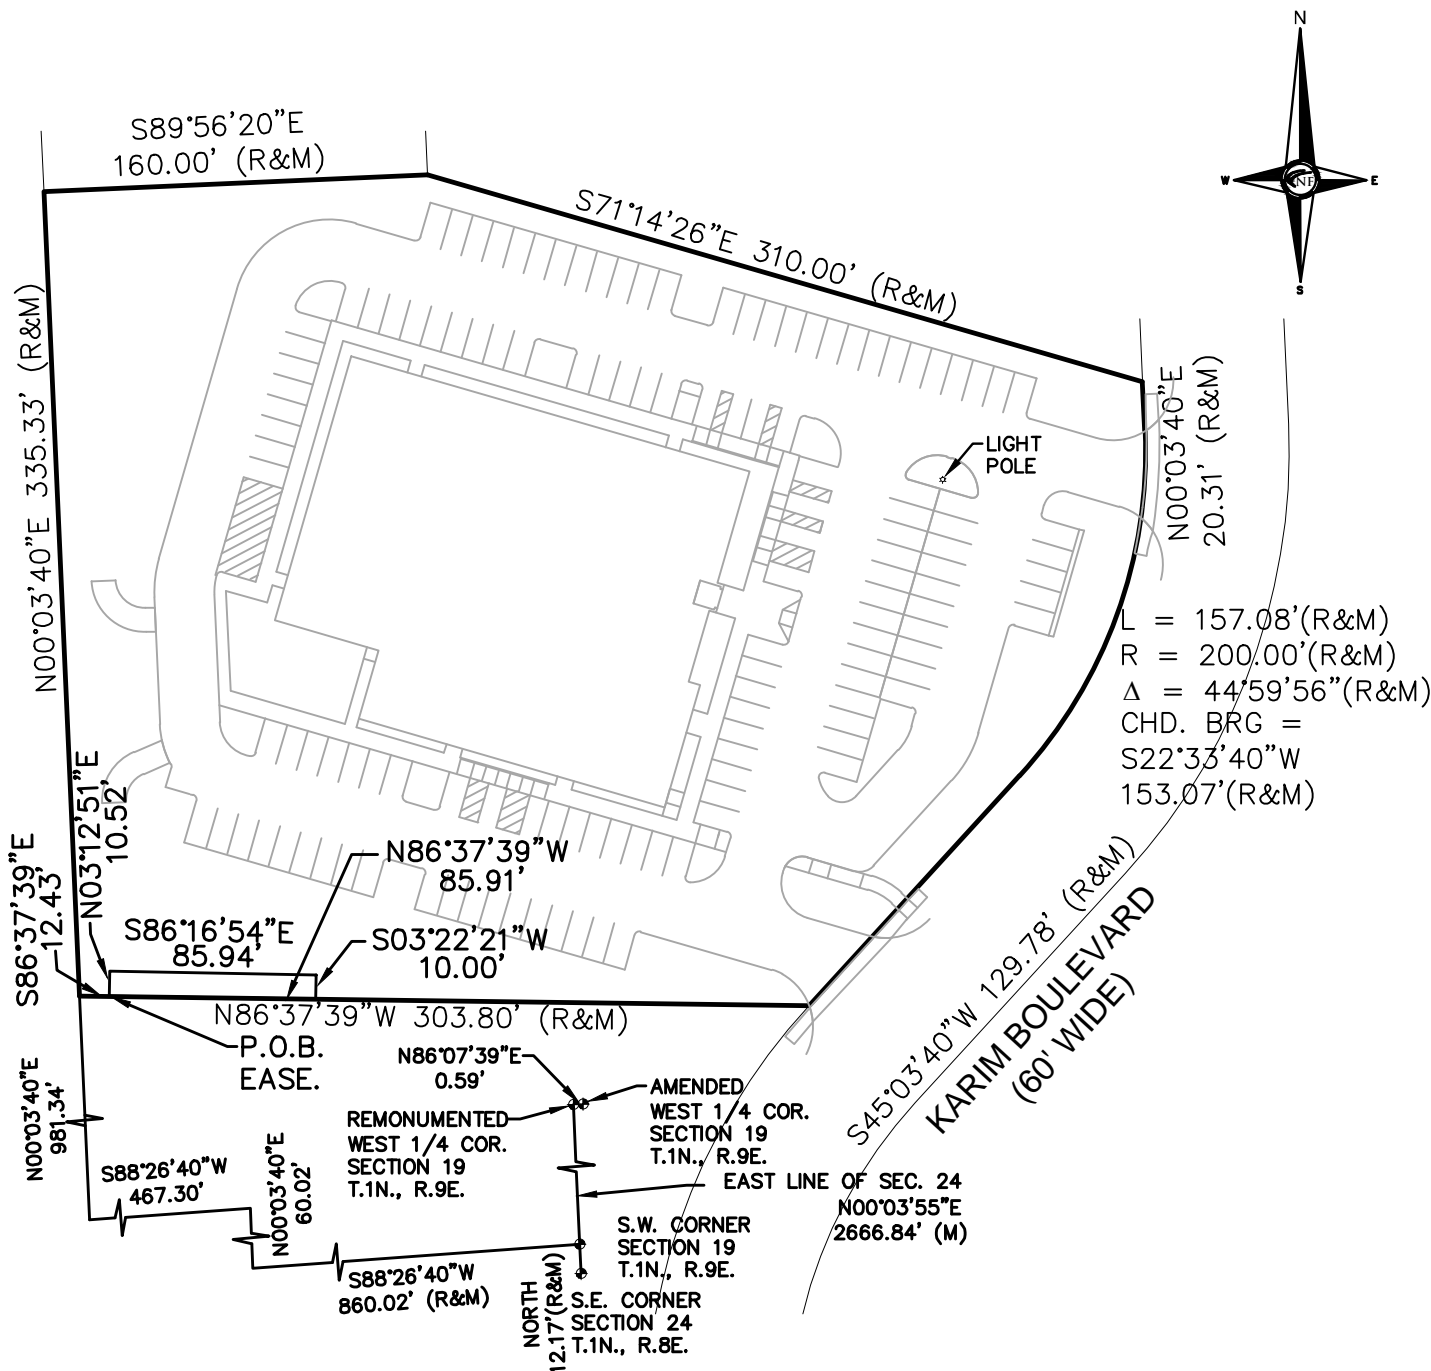 N
W
E
NF
S
S89°56'20"E
160.00' (R&M)
S71°14'26"E 310.00' (R&M)
N00°03'40"E 335.33' (R&M)
LIGHT
POLE
N00°03'40"E
20.31' (R&M)
L = 157.08'(R&M)
R = 200.00'(R&M)
Δ = 44°59'56"(R&M)
CHD. BRG =
S22°33'40"W
153.07'(R&M)
S86°37'39"E
12.43'
N03°12'51"E
10.52'
N86°37'39"W
85.91'
S86°16'54"E
85.94'
S03°22'21"W
10.00'
N86°37'39"W 303.80' (R&M)
P.O.B.
EASE.
S45°03'40"W 129.78' (R&M)
KARIM BOULEVARD
(60' WIDE)
N86°07'39"E
0.59'
REMONUMENTED
WEST 1/4 COR.
SECTION 19
T.1N., R.9E.
AMENDED
WEST 1/4 COR.
SECTION 19
T.1N., R.9E.
EAST LINE OF SEC. 24
N00°03'55"E
2666.84' (M)
N00°03'40"E
981.34'
S88°26'40"W
467.30'
N00°03'40"E
60.02'
S88°26'40"W
860.02' (R&M)
S.W. CORNER
SECTION 19
T.1N., R.9E.
NORTH
12.17'(R&M)
S.E. CORNER
SECTION 24
T.1N., R.8E.